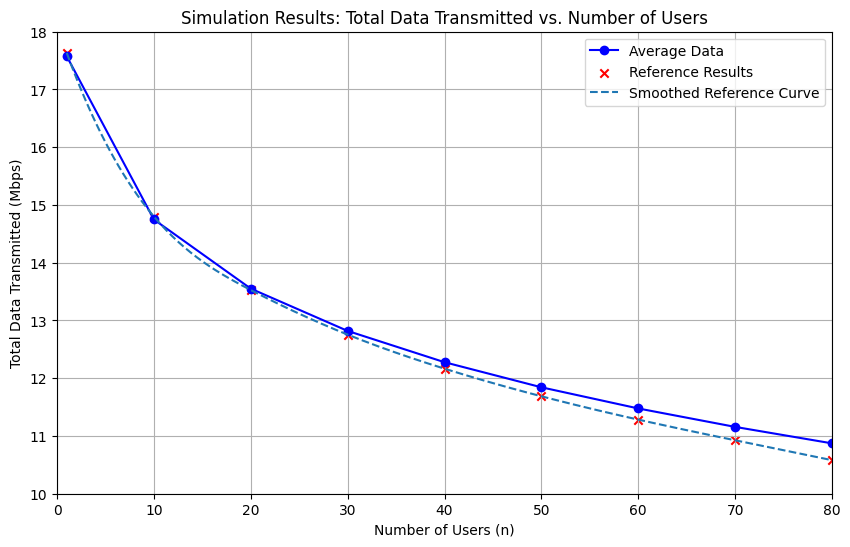 Simulation Results: Total Data Transmitted vs. Number of Users
Total Data Transmitted (Mbps)
18
17
16
15
14
13
12
11
10
Average Data
Reference Results
Smoothed Reference Curve
0 10 20 30 40 50 60 70 80
Number of Users (n)